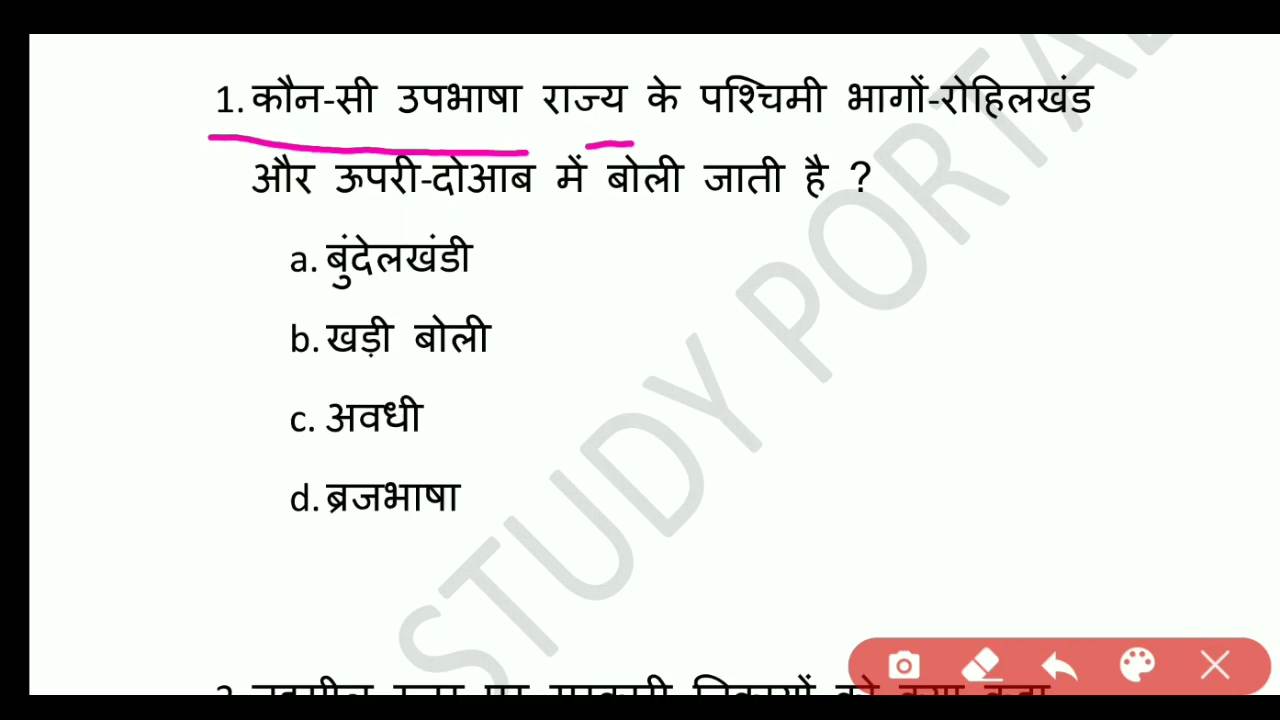 1. कौन-सी उपभाषा राज्य के पश्चिमी भागों-रोहिलखंड
और ऊपरी-दोआब में बोली जाती है ?
a. बुंदेलखंडी
b. खड़ी बोली
c. अवधी
d. ब्रजभाषा
STUDY PORTAL